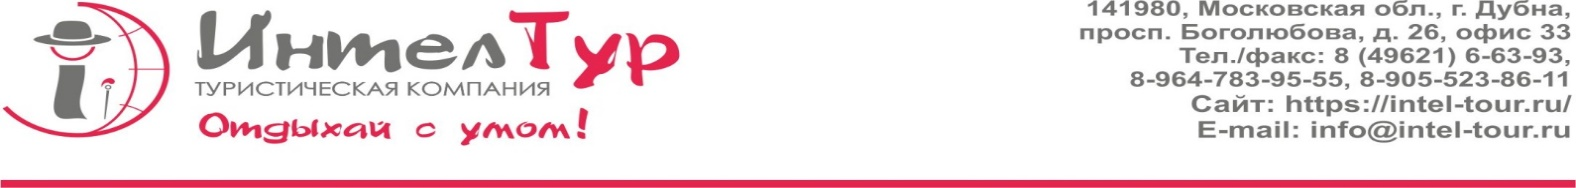 ИнтелТур
ТУРИСТИЧЕСКАЯ КОМПАНИЯ
Отдыхай с умом!
141980, Московская обл., г. Дубна,
просп. Боголюбова, д. 26, офис 33
Тел./факс: 8 (49621) 6-63-93,
8-964-783-95-55, 8-905-523-86-11
Сайт: https://intel-tour.ru/
E-mail: info@intel-tour.ru